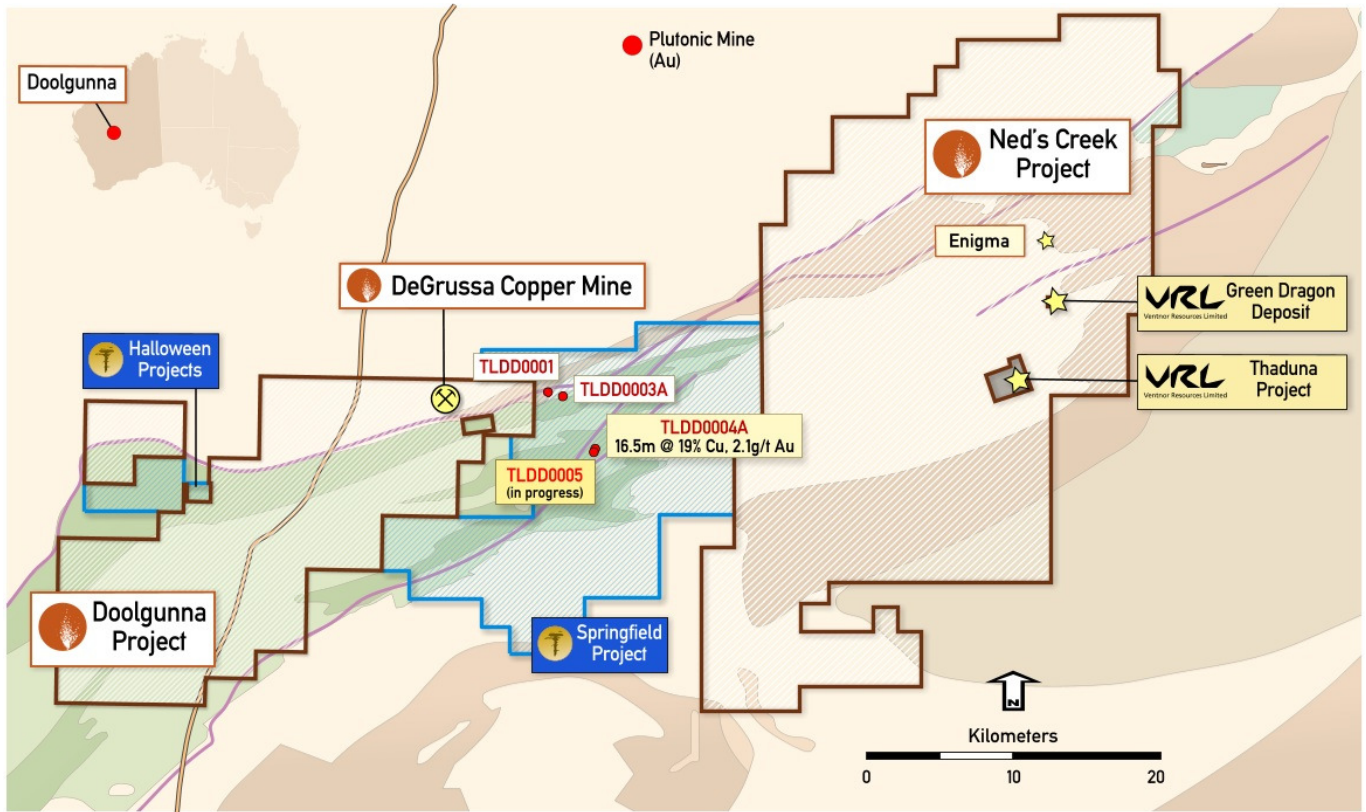 Plutonic Mine
(Au)
Doolgunna
Ned's Creek
Project
Enigma
DeGrussa Copper Mine
VRL
Ventnor Resources Limited
Green Dragon
Deposit
Halloween
Projects
TLDD0001
TLDD0003A
VRL
Ventnor Resources Limited
Thaduna
Project
TLDD0004A
16.5m @ 19% Cu, 2.1g/t Au
TLDD0005
(in progress)
Doolgunna
Project
Springfield
Project
N
Kilometers
0
10
20